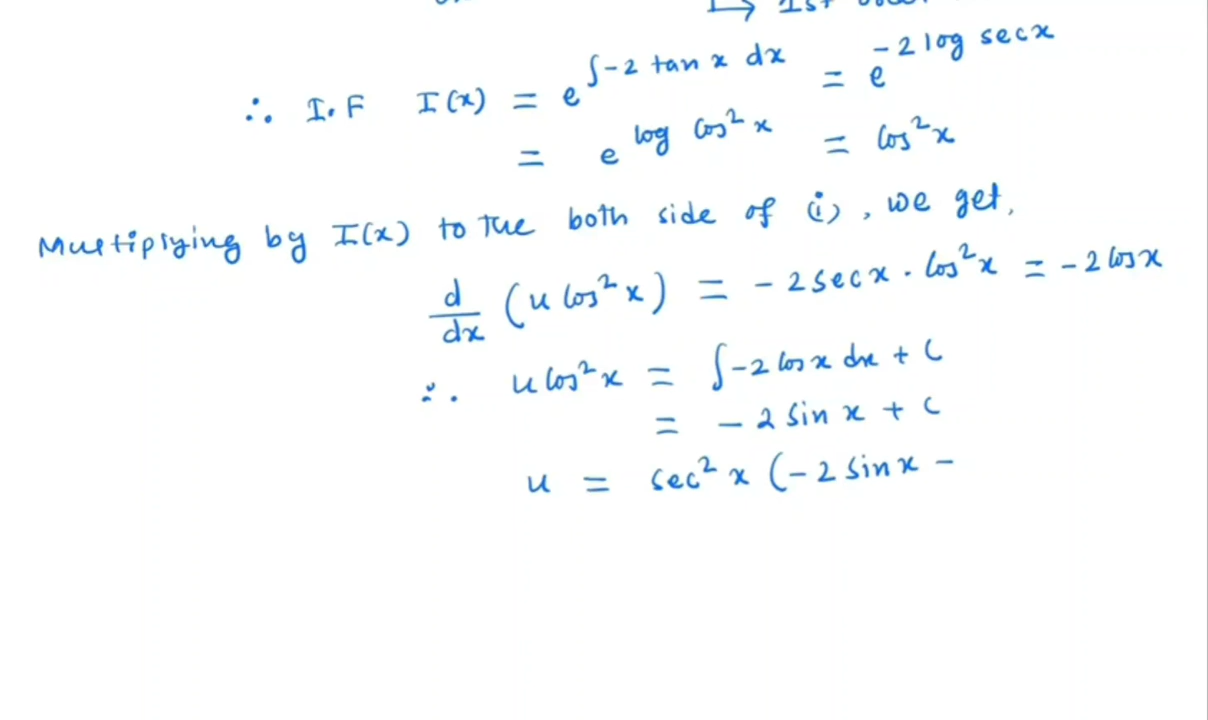 ∴ I.F I(x) = e^{∫-2 tan x dx} = e^{-2 log sec x}
= e^{log cos² x} = cos² x
Multiplying by I(x) to the both side of (i), we get,
d/dx (u cos² x) = -2 sec x · cos² x = -2 cos x
∴ u cos² x = ∫-2 cos x dx + c
= -2 sin x + c
u = sec² x (-2 sin x -